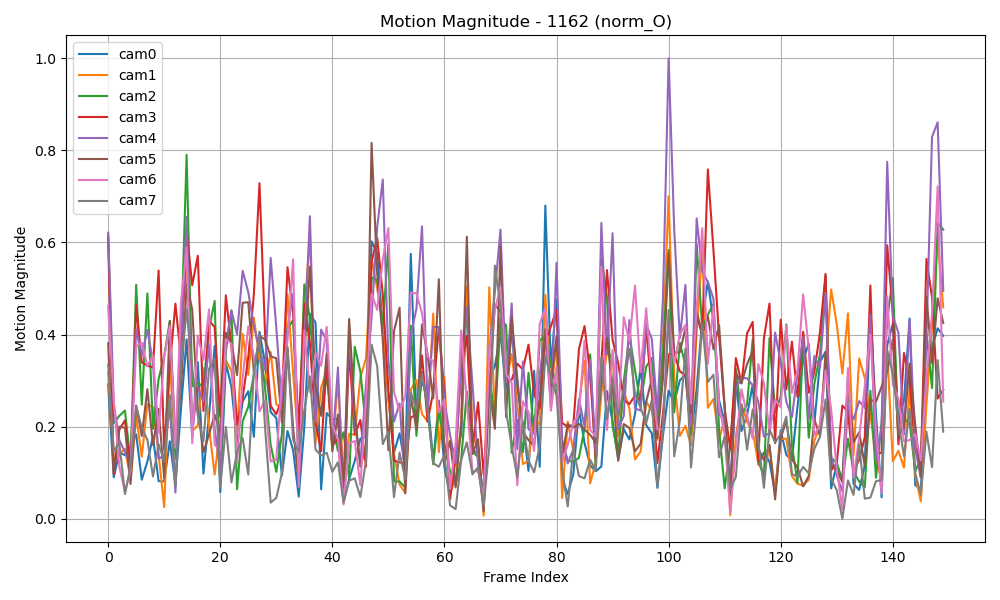 Motion Magnitude - 1162 (norm_O)
cam0
cam1
cam2
cam3
cam4
cam5
cam6
cam7
Motion Magnitude
1.0
0.8
0.6
0.4
0.2
0.0
0 20 40 60 80 100 120 140
Frame Index